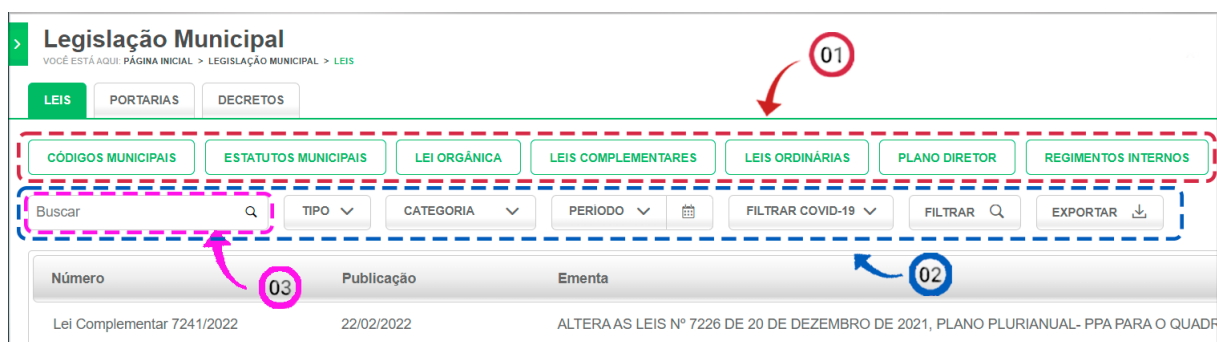 Legislação Municipal
VOCÊ ESTÁ AQUI: PÁGINA INICIAL > LEGISLAÇÃO MUNICIPAL > LEIS
01
LEIS PORTARIAS DECRETOS
CÓDIGOS MUNICIPAIS ESTATUTOS MUNICIPAIS LEI ORGÂNICA LEIS COMPLEMENTARES LEIS ORDINÁRIAS PLANO DIRETOR REGIMENTOS INTERNOS
Buscar TIPO CATEGORIA PERÍODO FILTRAR COVID-19 FILTRAR EXPORTAR
03 02
Número Publicação Ementa
Lei Complementar 7241/2022 22/02/2022 ALTERA AS LEIS Nº 7226 DE 20 DE DEZEMBRO DE 2021, PLANO PLURIANUAL- PPA PARA O QUADR